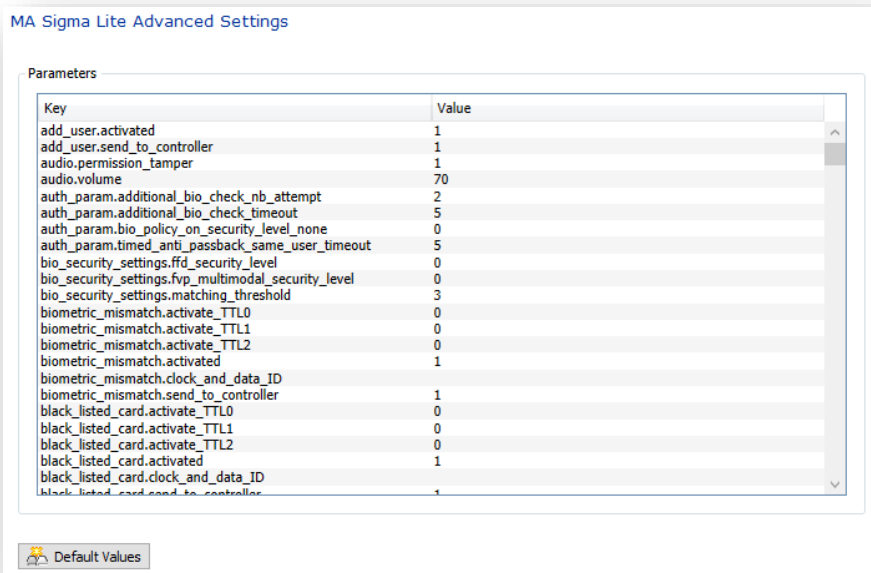 MA Sigma Lite Advanced Settings
Parameters
Key Value
add_user.activated 1
add_user.send_to_controller 1
audio.permission_tamper 1
audio.volume 70
auth_param.additional_bio_check_nb_attempt 2
auth_param.additional_bio_check_timeout 5
auth_param.bio_policy_on_security_level_none 0
auth_param.timed_anti_passback_same_user_timeout 5
bio_security_settings.ffd_security_level 0
bio_security_settings.fvp_multimodal_security_level 0
bio_security_settings.matching_threshold 3
biometric_mismatch.activate_TTL0 0
biometric_mismatch.activate_TTL1 0
biometric_mismatch.activate_TTL2 0
biometric_mismatch.activated 1
biometric_mismatch.clock_and_data_ID
biometric_mismatch.send_to_controller 1
black_listed_card.activate_TTL0 0
black_listed_card.activate_TTL1 0
black_listed_card.activate_TTL2 0
black_listed_card.activated 1
black_listed_card.clock_and_data_ID
black_listed_card.send_to_controller 1
Default Values